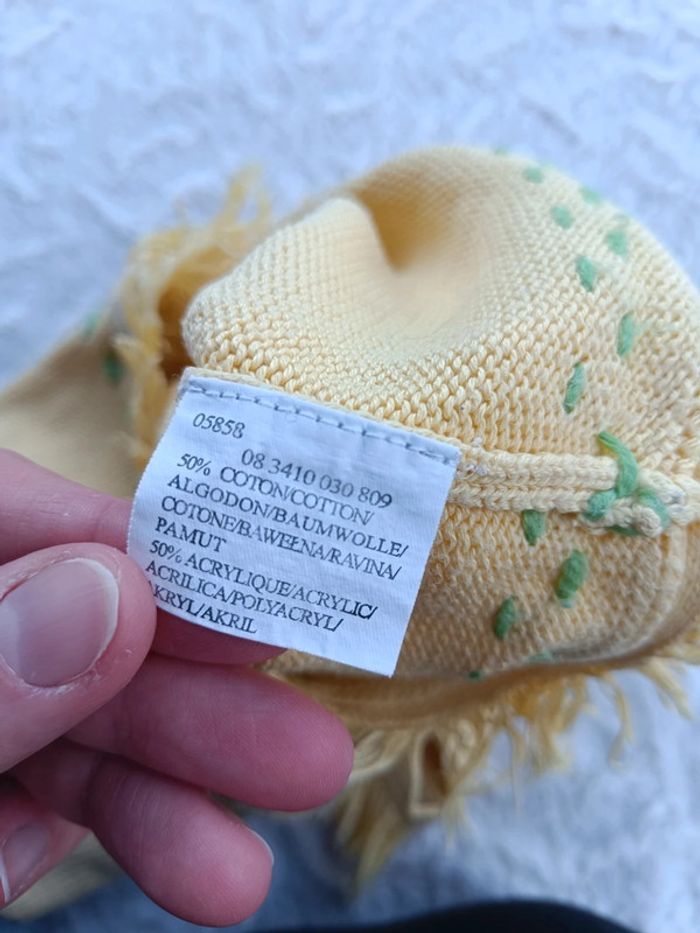 05858
08 3410 030 809
50% COTON/COTTON/
ALGODON/BAUMWOLLE/
COTONE/BAWEŁNA/RAVINA/
PAMUT
50% ACRYLIQUE/ACRYLIC/
ACRILICA/POLYACRYL/
AKRYL/AKRIL